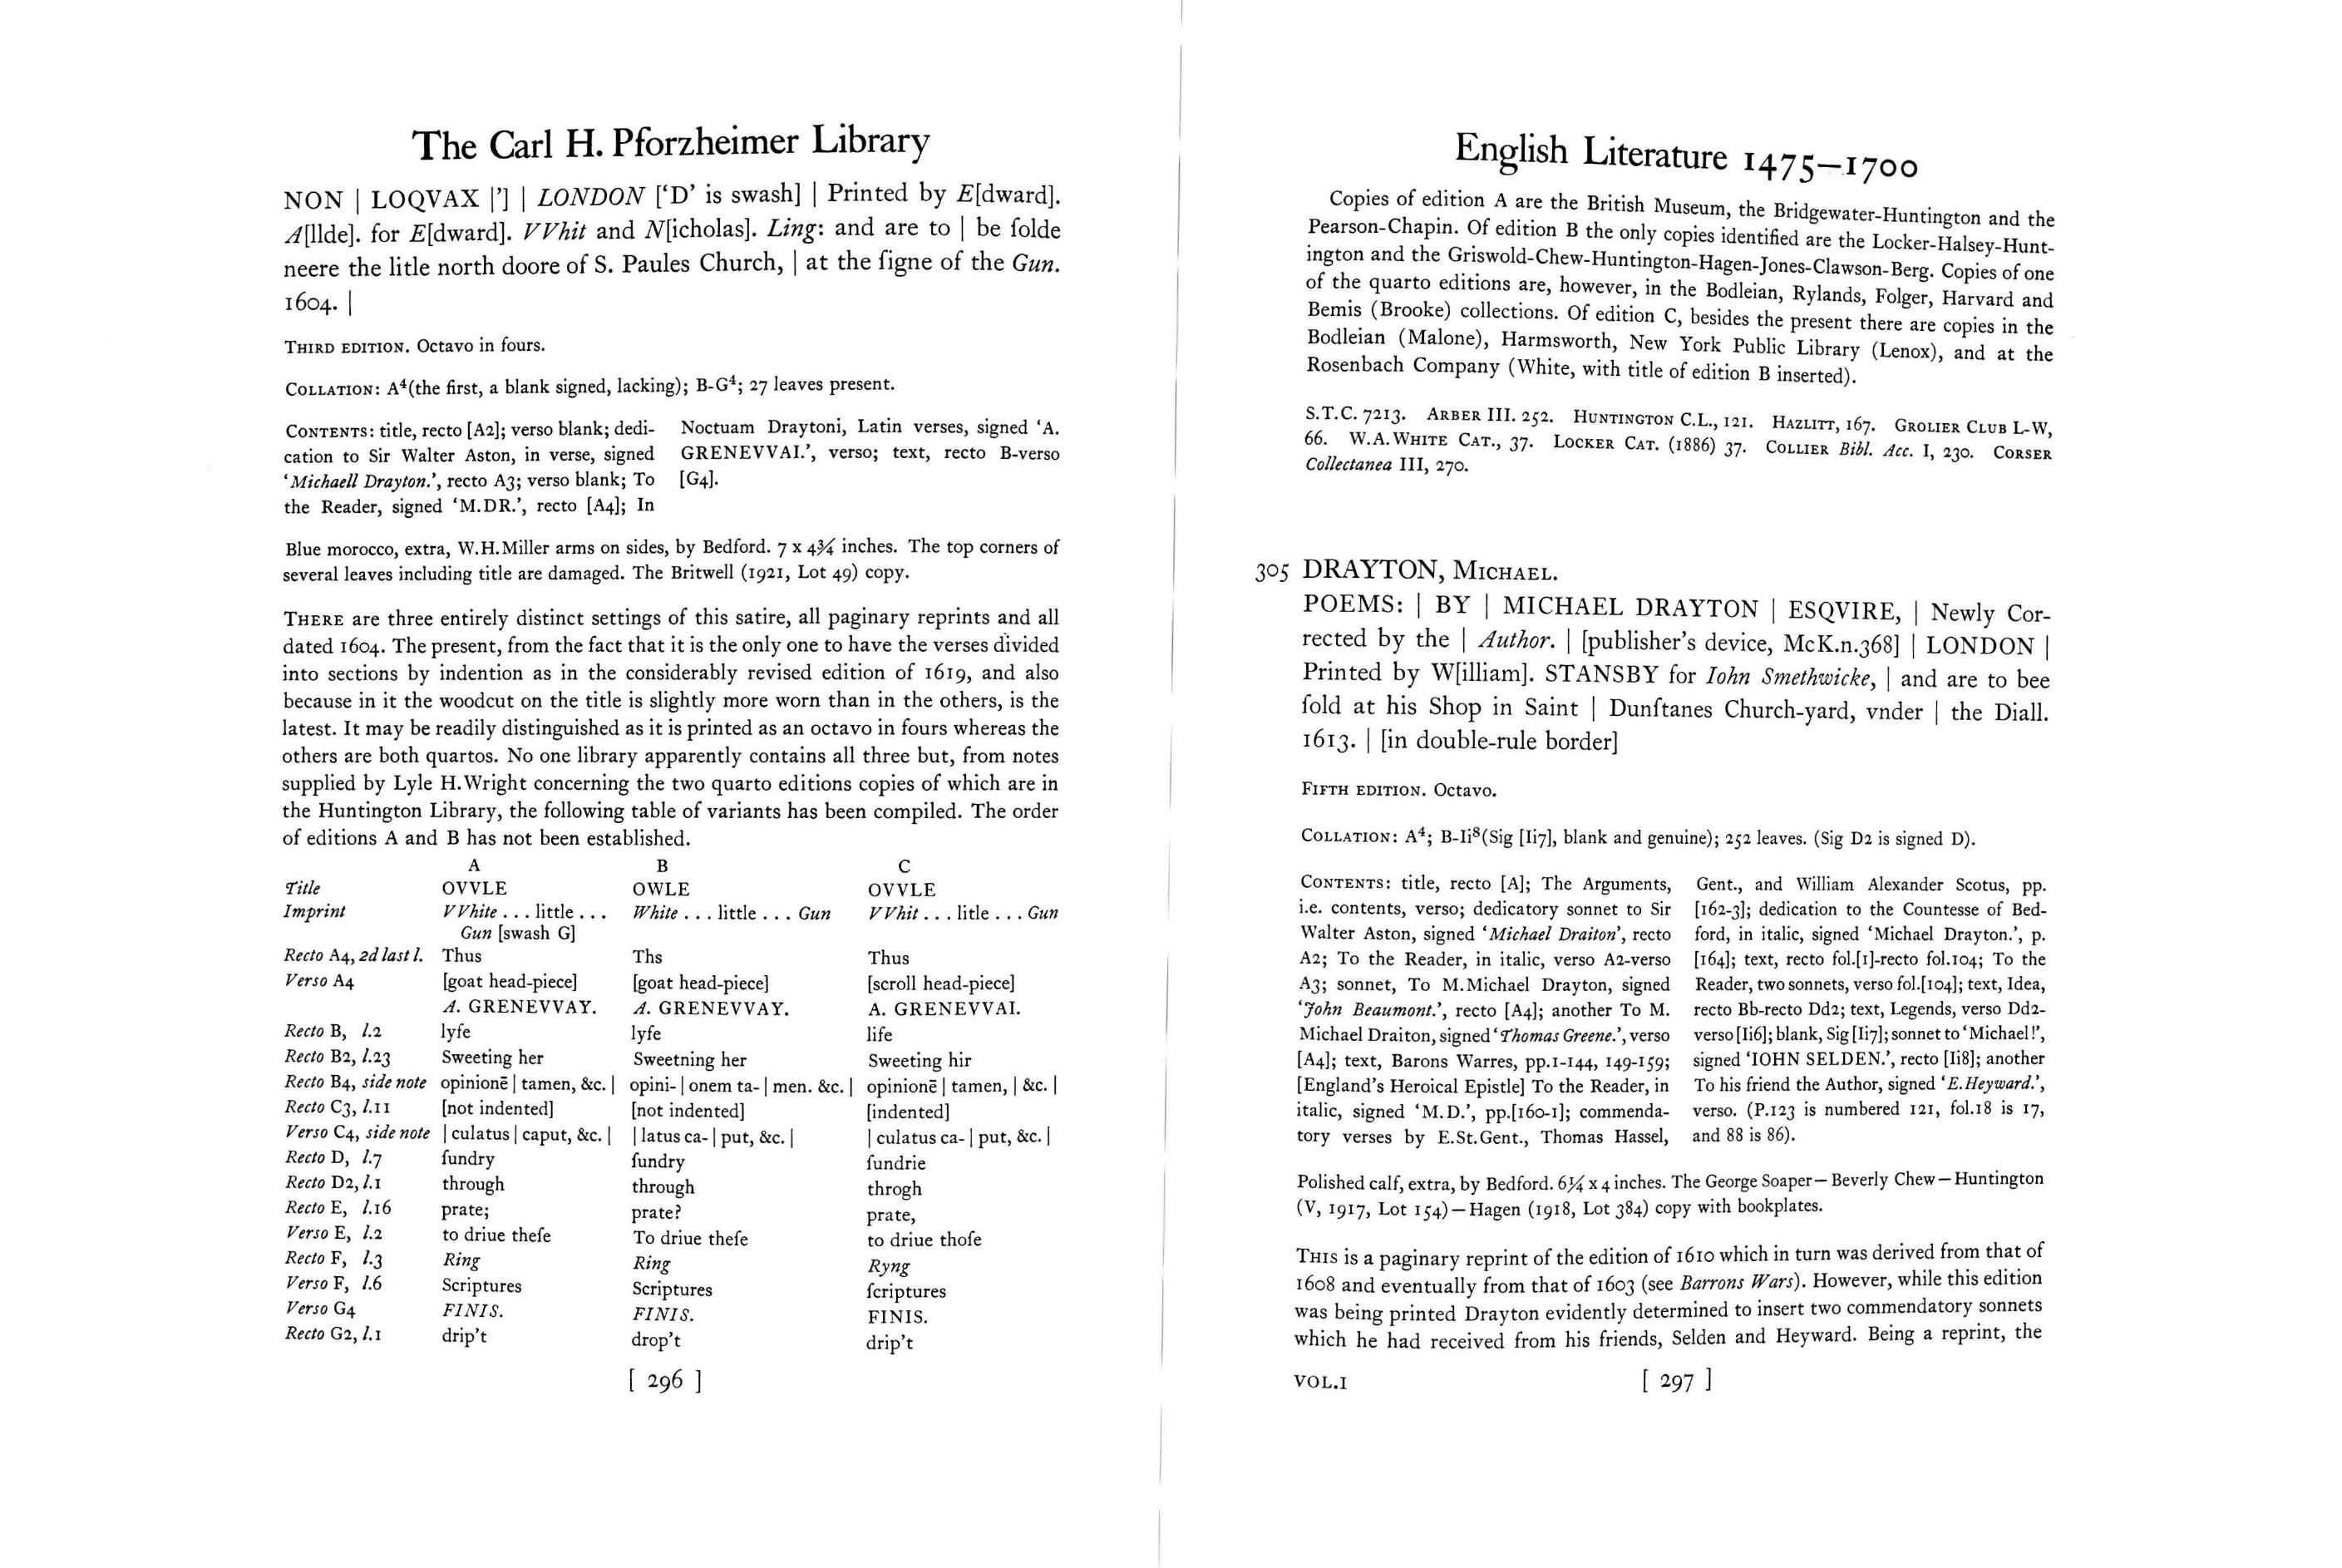 The Carl H. Pforzheimer Library
NON | LOQVAX |’] | LONDON [‘D’ is swash] | Printed by E[dward].
A[llde]. for E[dward]. VVhit and N[icholas]. Ling: and are to | be ſolde
neere the litle north doore of S. Paules Church, | at the ſigne of the Gun.
1604. |
THIRD EDITION. Octavo in fours.
COLLATION: A⁴(the first, a blank signed, lacking); B-G⁴; 27 leaves present.
CONTENTS: title, recto [A2]; verso blank; dedi-
cation to Sir Walter Aston, in verse, signed
‘Michaell Drayton.’, recto A3; verso blank; To
the Reader, signed ‘M.DR.’, recto [A4]; In
Noctuam Draytoni, Latin verses, signed ‘A.
GRENEVVAI.’, verso; text, recto B-verso
[G4].
Blue morocco, extra, W.H.Miller arms on sides, by Bedford. 7 x 4¾ inches. The top corners of
several leaves including title are damaged. The Britwell (1921, Lot 49) copy.
THERE are three entirely distinct settings of this satire, all paginary reprints and all
dated 1604. The present, from the fact that it is the only one to have the verses divided
into sections by indention as in the considerably revised edition of 1619, and also
because in it the woodcut on the title is slightly more worn than in the others, is the
latest. It may be readily distinguished as it is printed as an octavo in fours whereas the
others are both quartos. No one library apparently contains all three but, from notes
supplied by Lyle H.Wright concerning the two quarto editions copies of which are in
the Huntington Library, the following table of variants has been compiled. The order
of editions A and B has not been established.
A B C
Title OVVLE OWLE OVVLE
Imprint VVhite . . . little . . . White . . . little . . . Gun VVhit . . . litle . . . Gun
Gun [swash G]
Recto A4, 2d last l. Thus Ths Thus
Verso A4 [goat head-piece] [goat head-piece] [scroll head-piece]
A. GRENEVVAY. A. GRENEVVAY. A. GRENEVVAI.
Recto B, l.2 lyfe lyfe life
Recto B2, l.23 Sweeting her Sweetning her Sweeting hir
Recto B4, side note opinionē | tamen, &c. | opini- | onem ta- | men. &c. | opinionē | tamen, | &c. |
Recto C3, l.11 [not indented] [not indented] [indented]
Verso C4, side note | culatus | caput, &c. | | latus ca- | put, &c. | | culatus ca- | put, &c. |
Recto D, l.7 ſundry ſundry ſundrie
Recto D2, l.1 through through throgh
Recto E, l.16 prate; prate? prate,
Verso E, l.2 to driue theſe To driue theſe to driue thoſe
Recto F, l.3 Ring Ring Ryng
Verso F, l.6 Scriptures Scriptures ſcriptures
Verso G4 FINIS. FINIS. FINIS.
Recto G2, l.1 drip’t drop’t drip’t
[ 296 ]
English Literature 1475–1700
Copies of edition A are the British Museum, the Bridgewater-Huntington and the
Pearson-Chapin. Of edition B the only copies identified are the Locker-Halsey-Hunt-
ington and the Griswold-Chew-Huntington-Hagen-Jones-Clawson-Berg. Copies of one
of the quarto editions are, however, in the Bodleian, Rylands, Folger, Harvard and
Bemis (Brooke) collections. Of edition C, besides the present there are copies in the
Bodleian (Malone), Harmsworth, New York Public Library (Lenox), and at the
Rosenbach Company (White, with title of edition B inserted).
S.T.C. 7213. ARBER III. 252. HUNTINGTON C.L., 121. HAZLITT, 167. GROLIER CLUB L-W,
66. W.A.WHITE CAT., 37. LOCKER CAT. (1886) 37. COLLIER Bibl. Acc. I, 230. CORSER
Collectanea III, 270.
305 DRAYTON, MICHAEL.
POEMS: | BY | MICHAEL DRAYTON | ESQVIRE, | Newly Cor-
rected by the | Author. | [publisher’s device, McK.n.368] | LONDON |
Printed by W[illiam]. STANSBY for Iohn Smethwicke, | and are to bee
ſold at his Shop in Saint | Dunſtanes Church-yard, vnder | the Diall.
1613. | [in double-rule border]
FIFTH EDITION. Octavo.
COLLATION: A⁴; B-Ii⁸(Sig [Ii7], blank and genuine); 252 leaves. (Sig D2 is signed D).
CONTENTS: title, recto [A]; The Arguments,
i.e. contents, verso; dedicatory sonnet to Sir
Walter Aston, signed ‘Michael Draiton’, recto
A2; To the Reader, in italic, verso A2-verso
A3; sonnet, To M.Michael Drayton, signed
‘John Beaumont.’, recto [A4]; another To M.
Michael Draiton, signed ‘Thomas Greene.’, verso
[A4]; text, Barons Warres, pp.1-144, 149-159;
[England’s Heroical Epistle] To the Reader, in
italic, signed ‘M.D.’, pp.[160-1]; commenda-
tory verses by E.St.Gent., Thomas Hassel,
Gent., and William Alexander Scotus, pp.
[162-3]; dedication to the Countesse of Bed-
ford, in italic, signed ‘Michael Drayton.’, p.
[164]; text, recto fol.[1]-recto fol.104; To the
Reader, two sonnets, verso fol.[104]; text, Idea,
recto Bb-recto Dd2; text, Legends, verso Dd2-
verso [Ii6]; blank, Sig [Ii7]; sonnet to ‘Michael!’,
signed ‘IOHN SELDEN.’, recto [Ii8]; another
To his friend the Author, signed ‘E.Heyward.’,
verso. (P.123 is numbered 121, fol.18 is 17,
and 88 is 86).
Polished calf, extra, by Bedford. 6¼ x 4 inches. The George Soaper—Beverly Chew—Huntington
(V, 1917, Lot 154)—Hagen (1918, Lot 384) copy with bookplates.
THIS is a paginary reprint of the edition of 1610 which in turn was derived from that of
1608 and eventually from that of 1603 (see Barrons Wars). However, while this edition
was being printed Drayton evidently determined to insert two commendatory sonnets
which he had received from his friends, Selden and Heyward. Being a reprint, the
VOL.I [ 297 ]